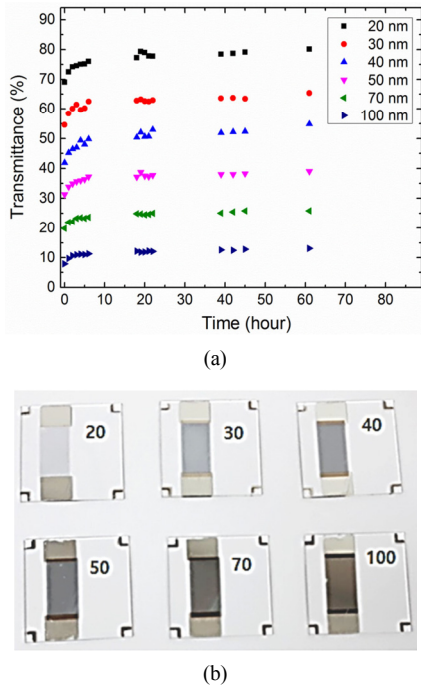 90
80
70
60
50
40
30
20
10
0
Transmittance (%)
20 nm
30 nm
40 nm
50 nm
70 nm
100 nm
0 10 20 30 40 50 60 70 80
Time (hour)
(a)
20 30 40
50 70 100
(b)